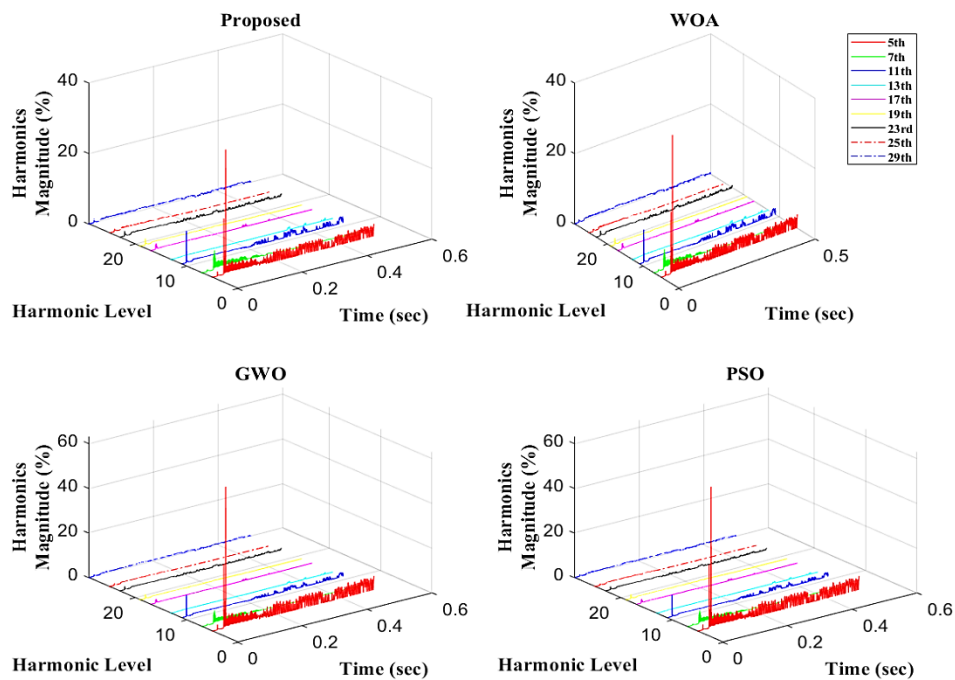 Proposed
WOA
5th
7th
11th
13th
17th
19th
23rd
25th
29th
Harmonics
Magnitude (%)
40
20
0
20
10
0
0
0.2
0.4
0.6
Harmonic Level
Time (sec)
Harmonics
Magnitude (%)
40
20
0
20
10
0
0
0.5
Harmonic Level
Time (sec)
GWO
PSO
Harmonics
Magnitude (%)
60
40
20
0
20
10
0
0
0.2
0.4
0.6
Harmonic Level
Time (sec)
Harmonics
Magnitude (%)
60
40
20
0
20
10
0
0
0.2
0.4
0.6
Harmonic Level
Time (sec)